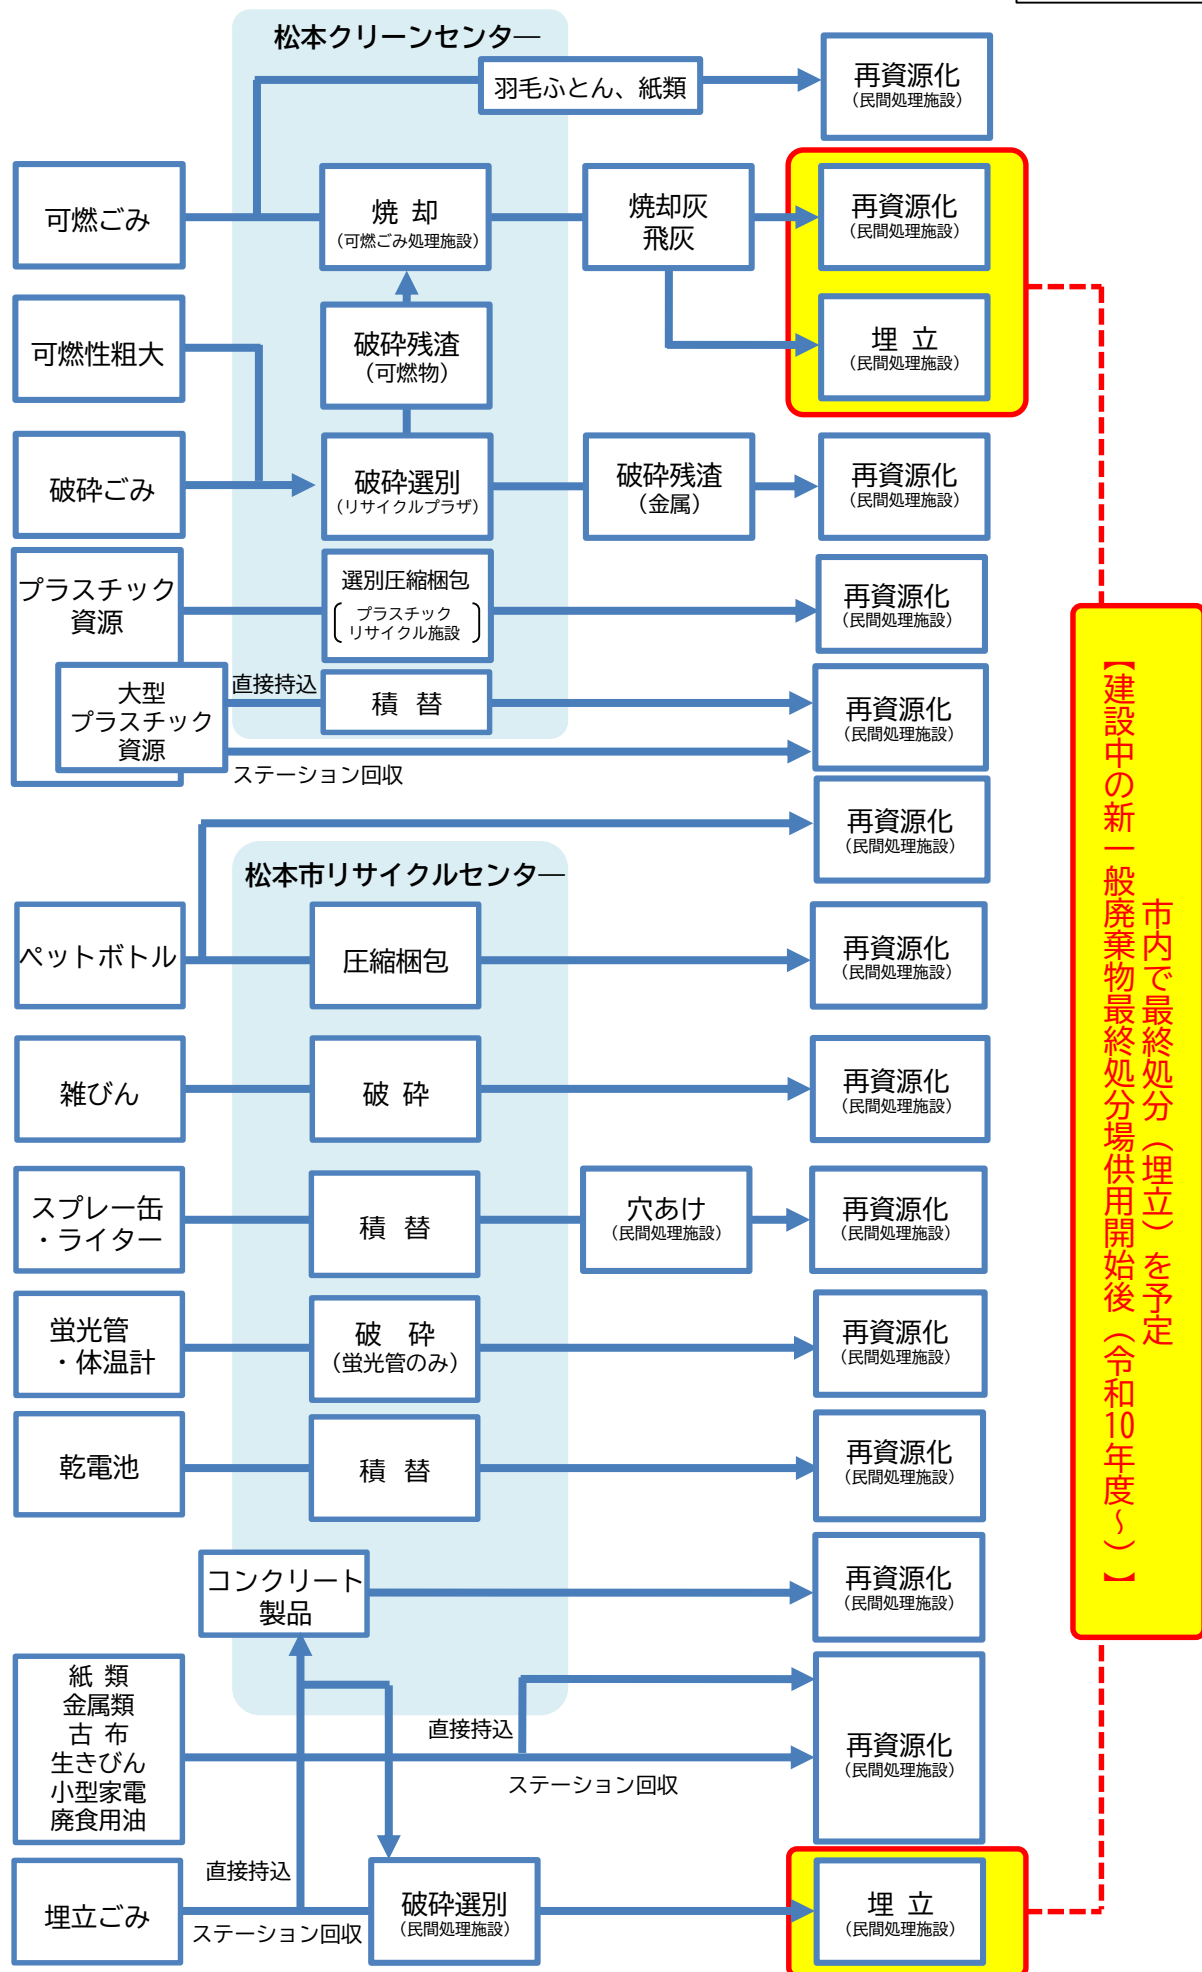 松本クリーンセンター
羽毛ふとん、紙類
再資源化
（民間処理施設）
可燃ごみ
焼 却
（可燃ごみ処理施設）
焼却灰
飛灰
再資源化
（民間処理施設）
埋 立
（民間処理施設）
可燃性粗大
破砕残渣
（可燃物）
破砕ごみ
破砕選別
（リサイクルプラザ）
破砕残渣
（金属）
再資源化
（民間処理施設）
プラスチック
資源
選別圧縮梱包
プラスチック
リサイクル施設
再資源化
（民間処理施設）
大型
プラスチック
資源
直接持込
積 替
ステーション回収
再資源化
（民間処理施設）
再資源化
（民間処理施設）
松本市リサイクルセンター
ペットボトル
圧縮梱包
再資源化
（民間処理施設）
雑びん
破 砕
再資源化
（民間処理施設）
スプレー缶
・ライター
積 替
穴あけ
（民間処理施設）
再資源化
（民間処理施設）
蛍光管
・体温計
破 砕
（蛍光管のみ）
再資源化
（民間処理施設）
乾電池
積 替
再資源化
（民間処理施設）
コンクリート
製品
再資源化
（民間処理施設）
紙 類
金属類
古 布
生きびん
小型家電
廃食用油
直接持込
ステーション回収
再資源化
（民間処理施設）
埋立ごみ
直接持込
ステーション回収
破砕選別
（民間処理施設）
埋 立
（民間処理施設）
市内で最終処分（埋立）を予定
【建設中の新一般廃棄物最終処分場供用開始後（令和10年度～）】